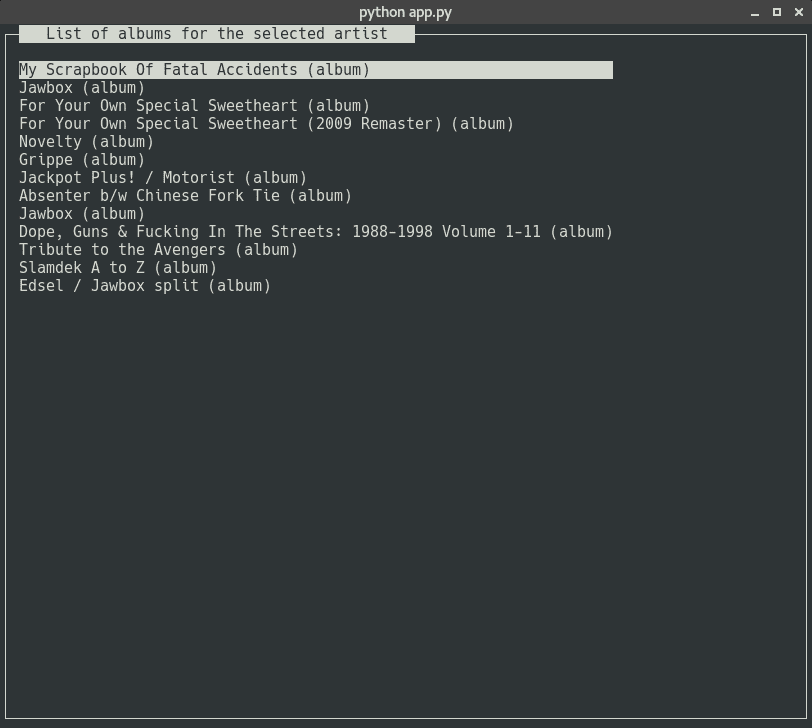 python app.py
List of albums for the selected artist
My Scrapbook Of Fatal Accidents (album)
Jawbox (album)
For Your Own Special Sweetheart (album)
For Your Own Special Sweetheart (2009 Remaster) (album)
Novelty (album)
Grippe (album)
Jackpot Plus! / Motorist (album)
Absenter b/w Chinese Fork Tie (album)
Jawbox (album)
Dope, Guns & Fucking In The Streets: 1988-1998 Volume 1-11 (album)
Tribute to the Avengers (album)
Slamdek A to Z (album)
Edsel / Jawbox split (album)